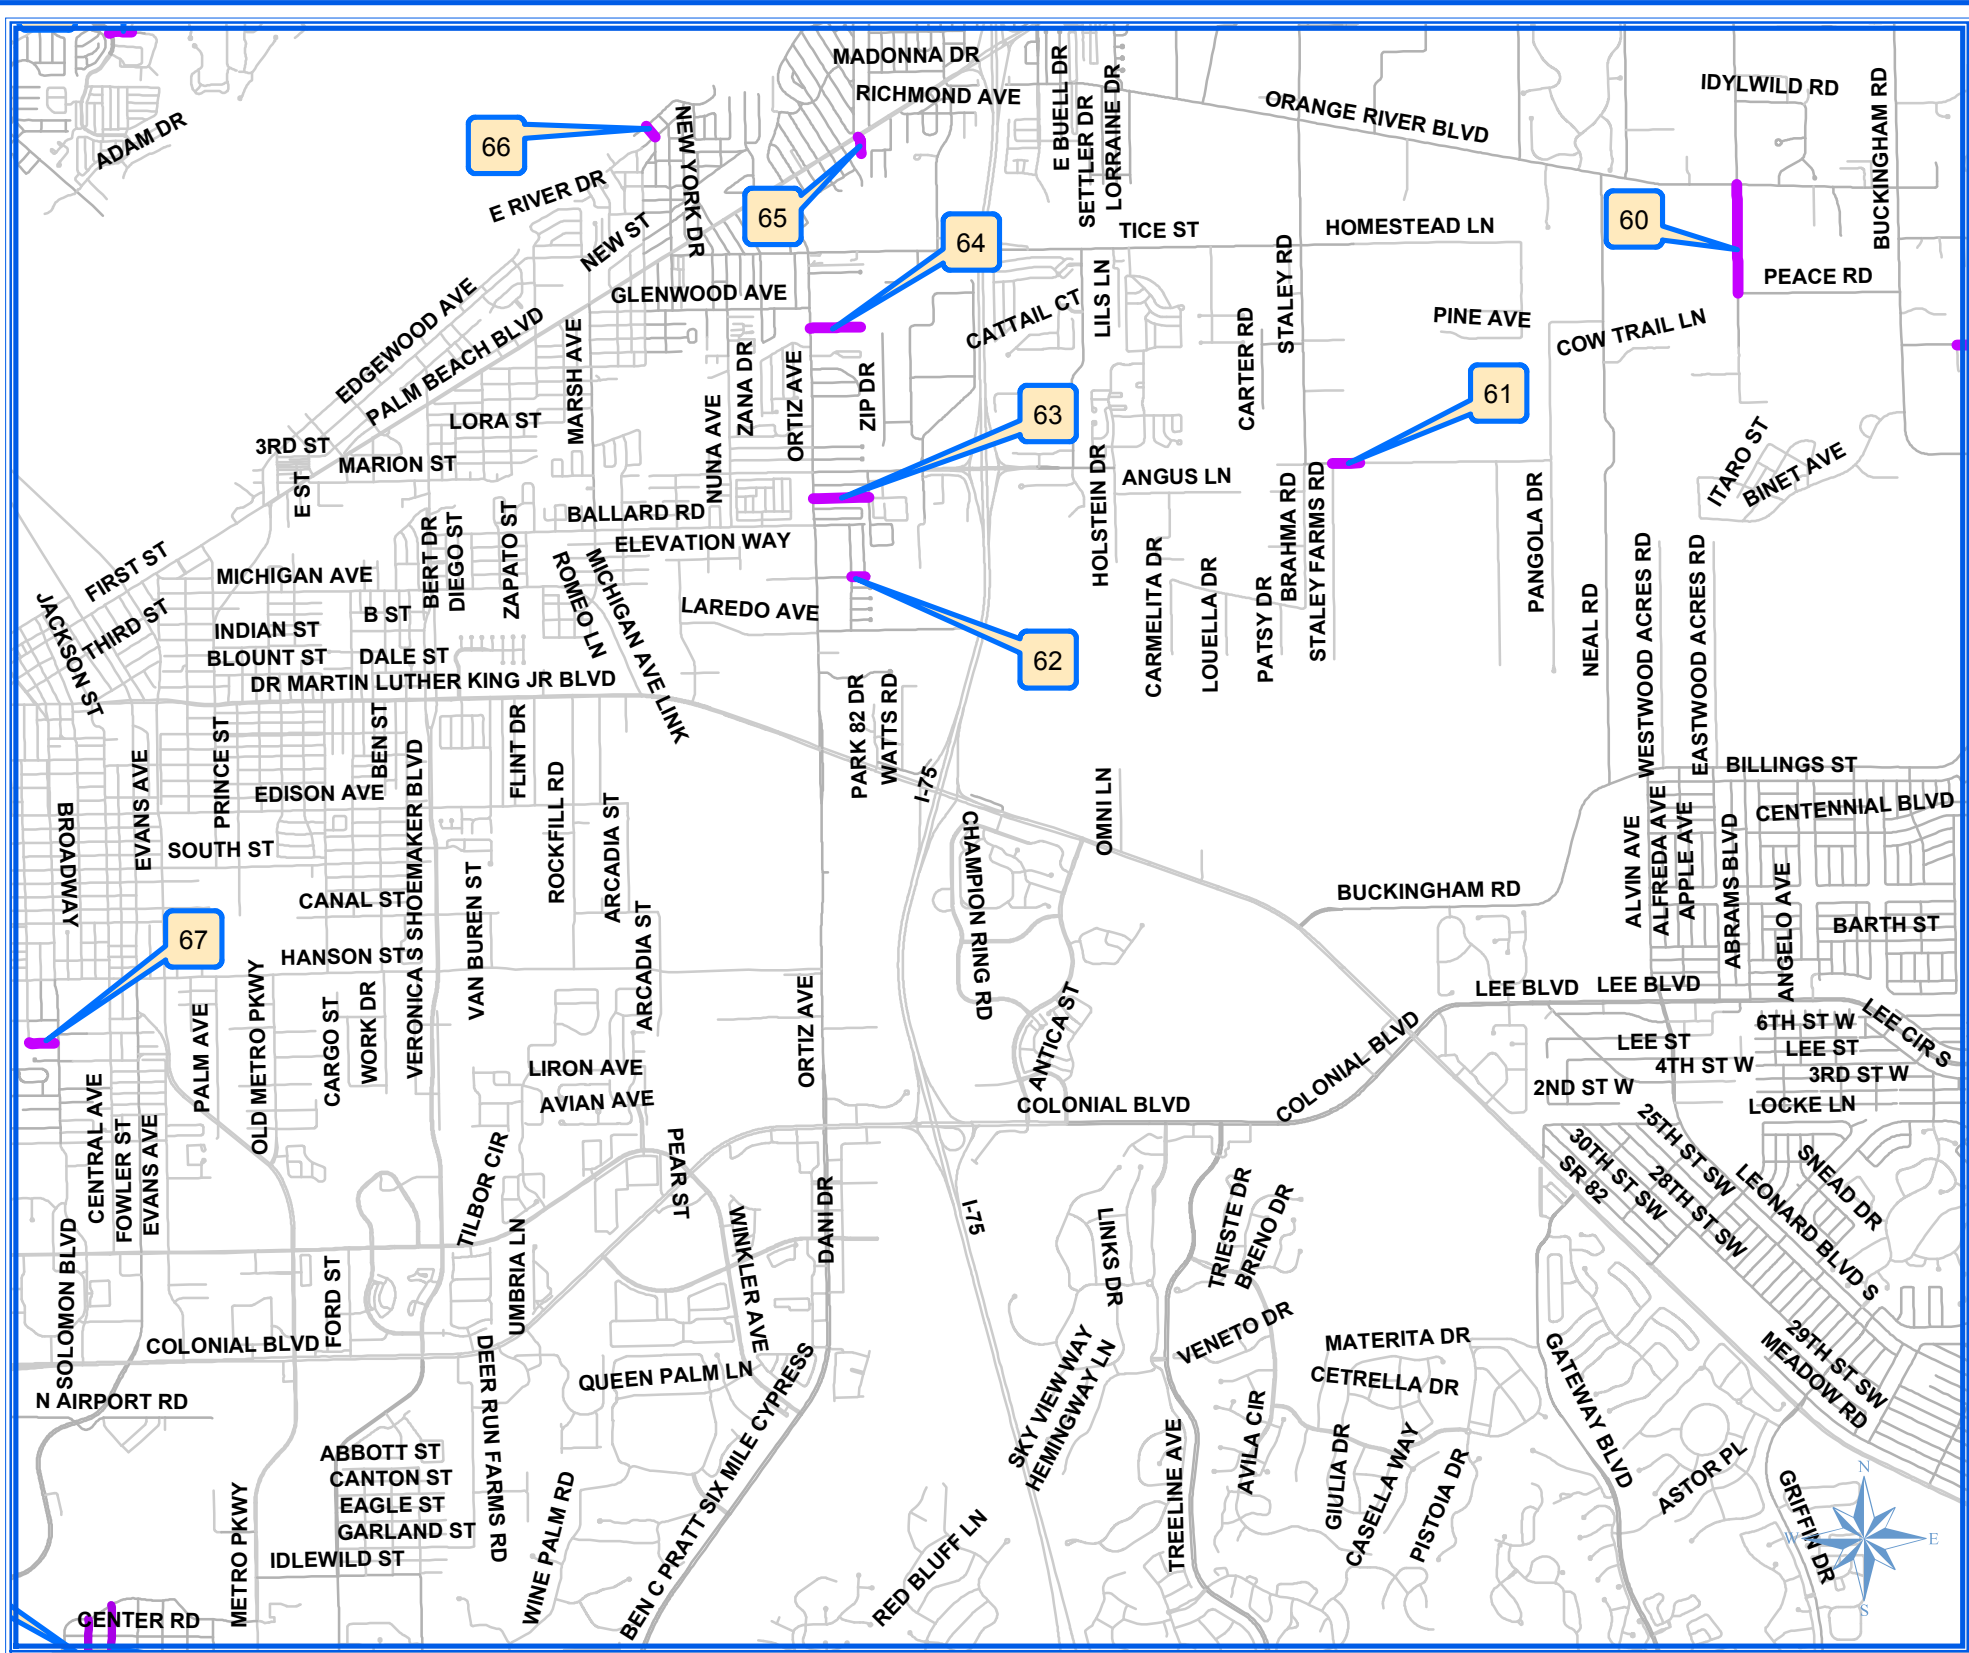 MADONNA DR
RICHMOND AVE
ADAM DR
66
NEW YORK DR
E BUELL DR
SETTLER DR
LORRAINE DR
ORANGE RIVER BLVD
IDYLWILD RD
BUCKINGHAM RD
E RIVER DR
65
64
60
NEW ST
TICE ST
HOMESTEAD LN
STALEY RD
PEACE RD
GLENWOOD AVE
EDGEWOOD AVE
PALM BEACH BLVD
MARSH AVE
ZANA DR
ORTIZ AVE
ZIP DR
CATTAIL CT
LILS LN
CARTER RD
PINE AVE
COW TRAIL LN
63
61
LORA ST
3RD ST
MARION ST
E ST
NUNA AVE
HOLSTEIN DR
ANGUS LN
BRAHMA RD
STALEY FARMS RD
PANGOLA DR
ITARO ST
BINET AVE
BALLARD RD
ELEVATION WAY
BERT DR
DIEGO ST
ZAPATO ST
ROMEO LN
MICHIGAN AVE LINK
FIRST ST
THIRD ST
JACKSON ST
MICHIGAN AVE
B ST
INDIAN ST
BLOUNT ST
DALE ST
LAREDO AVE
62
CARMELITA DR
LOUELLA DR
PATSY DR
NEAL RD
WESTWOOD ACRES RD
EASTWOOD ACRES RD
DR MARTIN LUTHER KING JR BLVD
PRINCE ST
BEN ST
FLINT DR
PARK 82 DR
WATTS RD
I-75
OMNI LN
BILLINGS ST
CENTENNIAL BLVD
EVANS AVE
BROADWAY
EDISON AVE
SOUTH ST
VERONICA S SHOEMAKER BLVD
ROCKFILL RD
ARCADIA ST
CHAMPION RING RD
ALVIN AVE
ALFREDA AVE
APPLE AVE
ABRAMS BLVD
ANGELO AVE
BARTH ST
BUCKINGHAM RD
CANAL ST
VAN BUREN ST
67
HANSON ST
ARCADIA ST
PALM AVE
OLD METRO PKWY
CARGO ST
WORK DR
ORTIZ AVE
ANTICA ST
LEE BLVD
LEE BLVD
LEE CIR S
6TH ST W
LEE ST
LEE ST
4TH ST W
3RD ST W
2ND ST W
LOCKE LN
LIRON AVE
AVIAN AVE
COLONIAL BLVD
COLONIAL BLVD
CENTRAL AVE
FOWLER ST
EVANS AVE
TILBOR CIR
PEAR ST
25TH ST SW
30TH ST SW
SR 82
28TH ST SW
LEONARD BLVD S
SNEAD DR
SOLOMON BLVD
FORD ST
UMBRIA LN
WINKLER AVE
DANI DR
I-75
LINKS DR
TRIESTE DR
BRENO DR
VENETO DR
MATERITA DR
CETRELLA DR
GATEWAY BLVD
29TH ST SW
MEADOW RD
COLONIAL BLVD
N AIRPORT RD
DEER RUN FARMS RD
QUEEN PALM LN
BEN C PRATT SIX MILE CYPRESS
SKY VIEW WAY
HEMINGWAY LN
TREELINE AVE
AVILA CIR
GIULIA DR
CASELLA WAY
PISTOIA DR
ASTOR PL
GRIFFIN DR
ABBOTT ST
CANTON ST
EAGLE ST
GARLAND ST
IDLEWILD ST
METRO PKWY
WINE PALM RD
RED BLUFF LN
CENTER RD
N
W
E
S